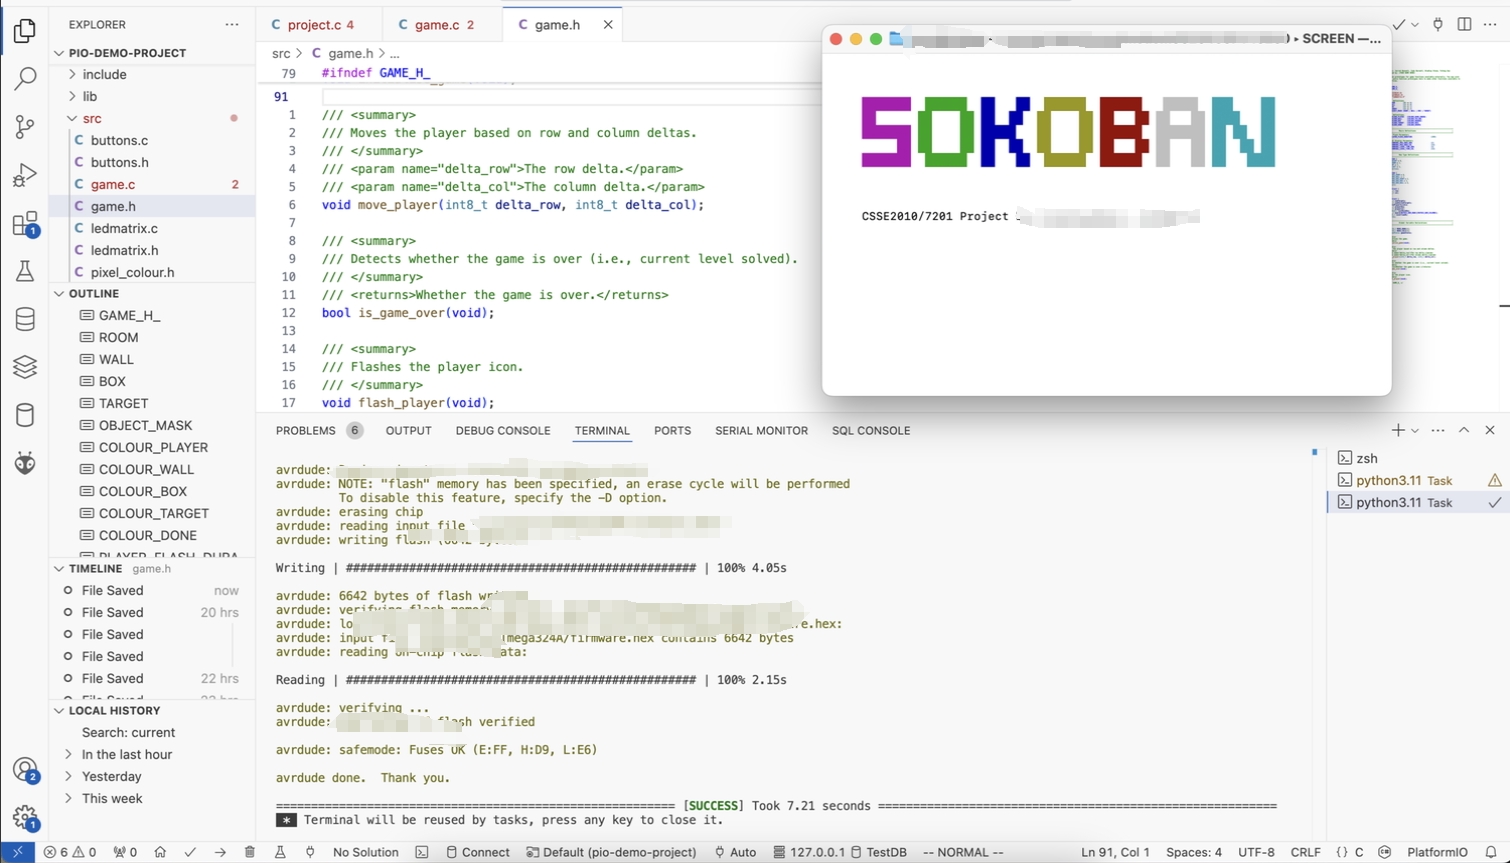 EXPLORER
PIO-DEMO-PROJECT
include
lib
src
buttons.c
buttons.h
game.c 2
game.h
ledmatrix.c
ledmatrix.h
pixel_colour.h
OUTLINE
GAME_H_
ROOM
WALL
BOX
TARGET
OBJECT_MASK
COLOUR_PLAYER
COLOUR_WALL
COLOUR_BOX
COLOUR_TARGET
COLOUR_DONE
PLAYER_FLASH_DURA
TIMELINE game.h
File Saved now
File Saved 20 hrs
File Saved
File Saved
File Saved 22 hrs
File Saved 22 hrs
LOCAL HISTORY
Search: current
In the last hour
Yesterday
This week
project.c 4 game.c 2 game.h
src > game.h > ...
79 #ifndef GAME_H_
91
1 /// <summary>
2 /// Moves the player based on row and column deltas.
3 /// </summary>
4 /// <param name="delta_row">The row delta.</param>
5 /// <param name="delta_col">The column delta.</param>
6 void move_player(int8_t delta_row, int8_t delta_col);
7
8 /// <summary>
9 /// Detects whether the game is over (i.e., current level solved).
10 /// </summary>
11 /// <returns>Whether the game is over.</returns>
12 bool is_game_over(void);
13
14 /// <summary>
15 /// Flashes the player icon.
16 /// </summary>
17 void flash_player(void);
▸ SCREEN —...
SOKOBAN
CSSE2010/7201 Project
PROBLEMS 6 OUTPUT DEBUG CONSOLE TERMINAL PORTS SERIAL MONITOR SQL CONSOLE
avrdude:
avrdude: NOTE: "flash" memory has been specified, an erase cycle will be performed
To disable this feature, specify the -D option.
avrdude: erasing chip
avrdude: reading input file
avrdude: writing flash
Writing | ################################################## | 100% 4.05s
avrdude: 6642 bytes of flash
avrdude: verifying flash memory
avrdude: .hex:
avrdude: input mega324A/firmware.hex contains 6642 bytes
avrdude: reading on-chip flash data:
Reading | ################################################## | 100% 2.15s
avrdude: verifying ...
avrdude: flash verified
avrdude: safemode: Fuses OK (E:FF, H:D9, L:E6)
avrdude done.  Thank you.
[SUCCESS] Took 7.21 seconds
* Terminal will be reused by tasks, press any key to close it.
zsh
python3.11 Task
python3.11 Task
1
2
1
6 0 0 No Solution Connect Default (pio-demo-project) Auto 127.0.0.1 TestDB -- NORMAL -- Ln 91, Col 1 Spaces: 4 UTF-8 CRLF {} C PlatformIO